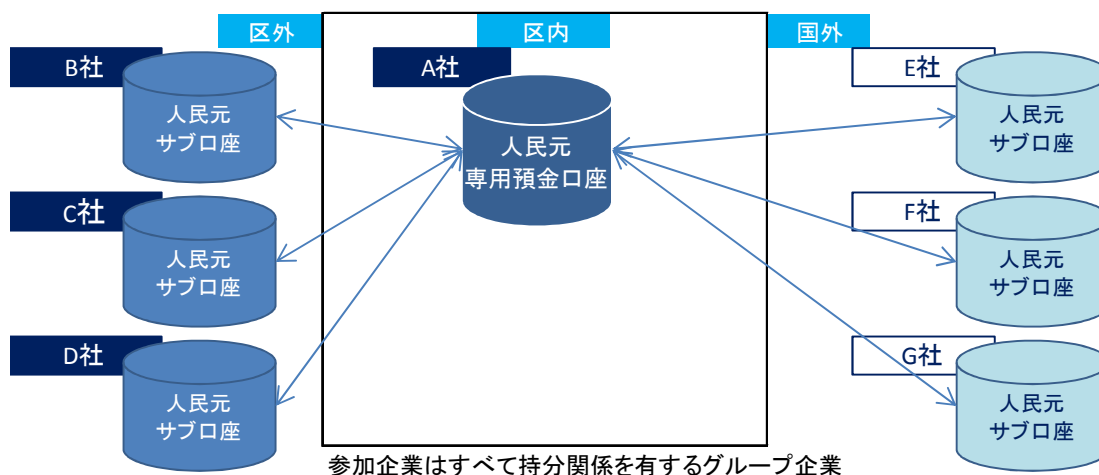 区外
区内
国外
B社
A社
E社
人民元
サブ口座
人民元
専用預金口座
人民元
サブ口座
C社
F社
人民元
サブ口座
人民元
サブ口座
D社
G社
人民元
サブ口座
人民元
サブ口座
参加企業はすべて持分関係を有するグループ企業